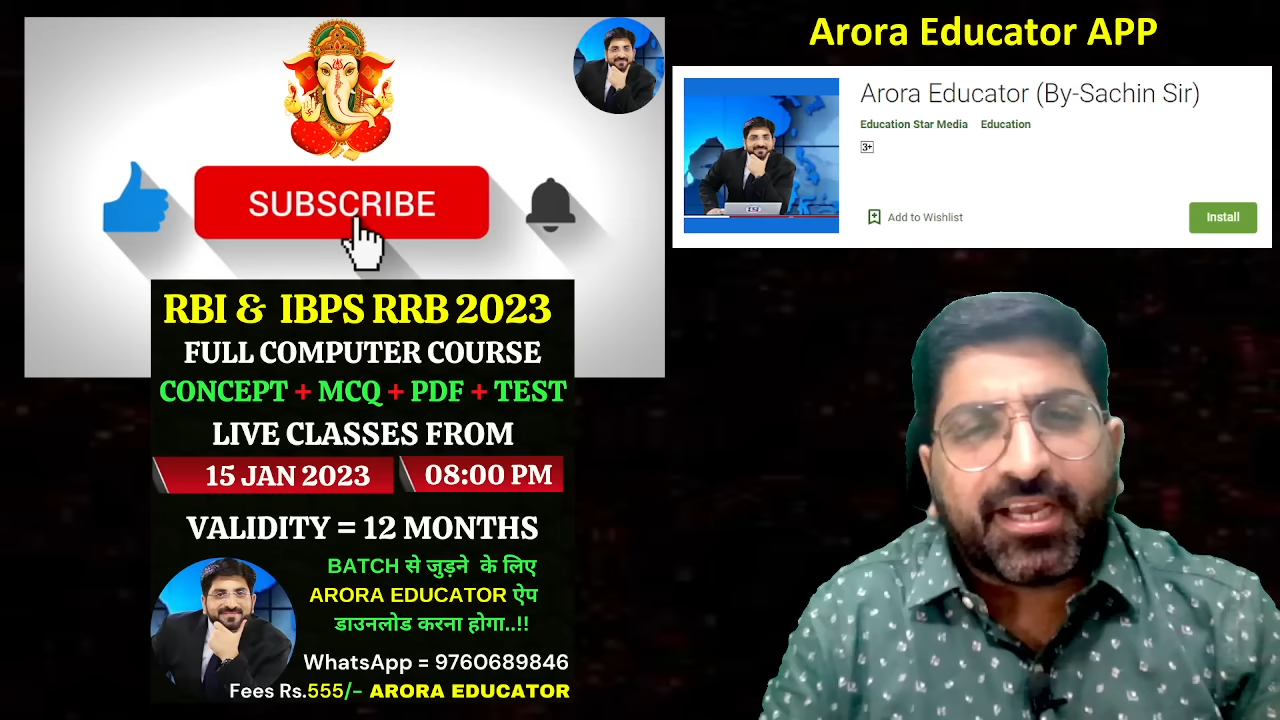 SUBSCRIBE
RBI & IBPS RRB 2023
FULL COMPUTER COURSE
CONCEPT + MCQ + PDF + TEST
LIVE CLASSES FROM
15 JAN 2023 08:00 PM
VALIDITY = 12 MONTHS
BATCH से जुड़ने के लिए
ARORA EDUCATOR ऐप
डाउनलोड करना होगा..!!
WhatsApp = 9760689846
Fees Rs.555/- ARORA EDUCATOR
Arora Educator APP
Arora Educator (By-Sachin Sir)
Education Star Media Education
3+
Add to Wishlist
Install